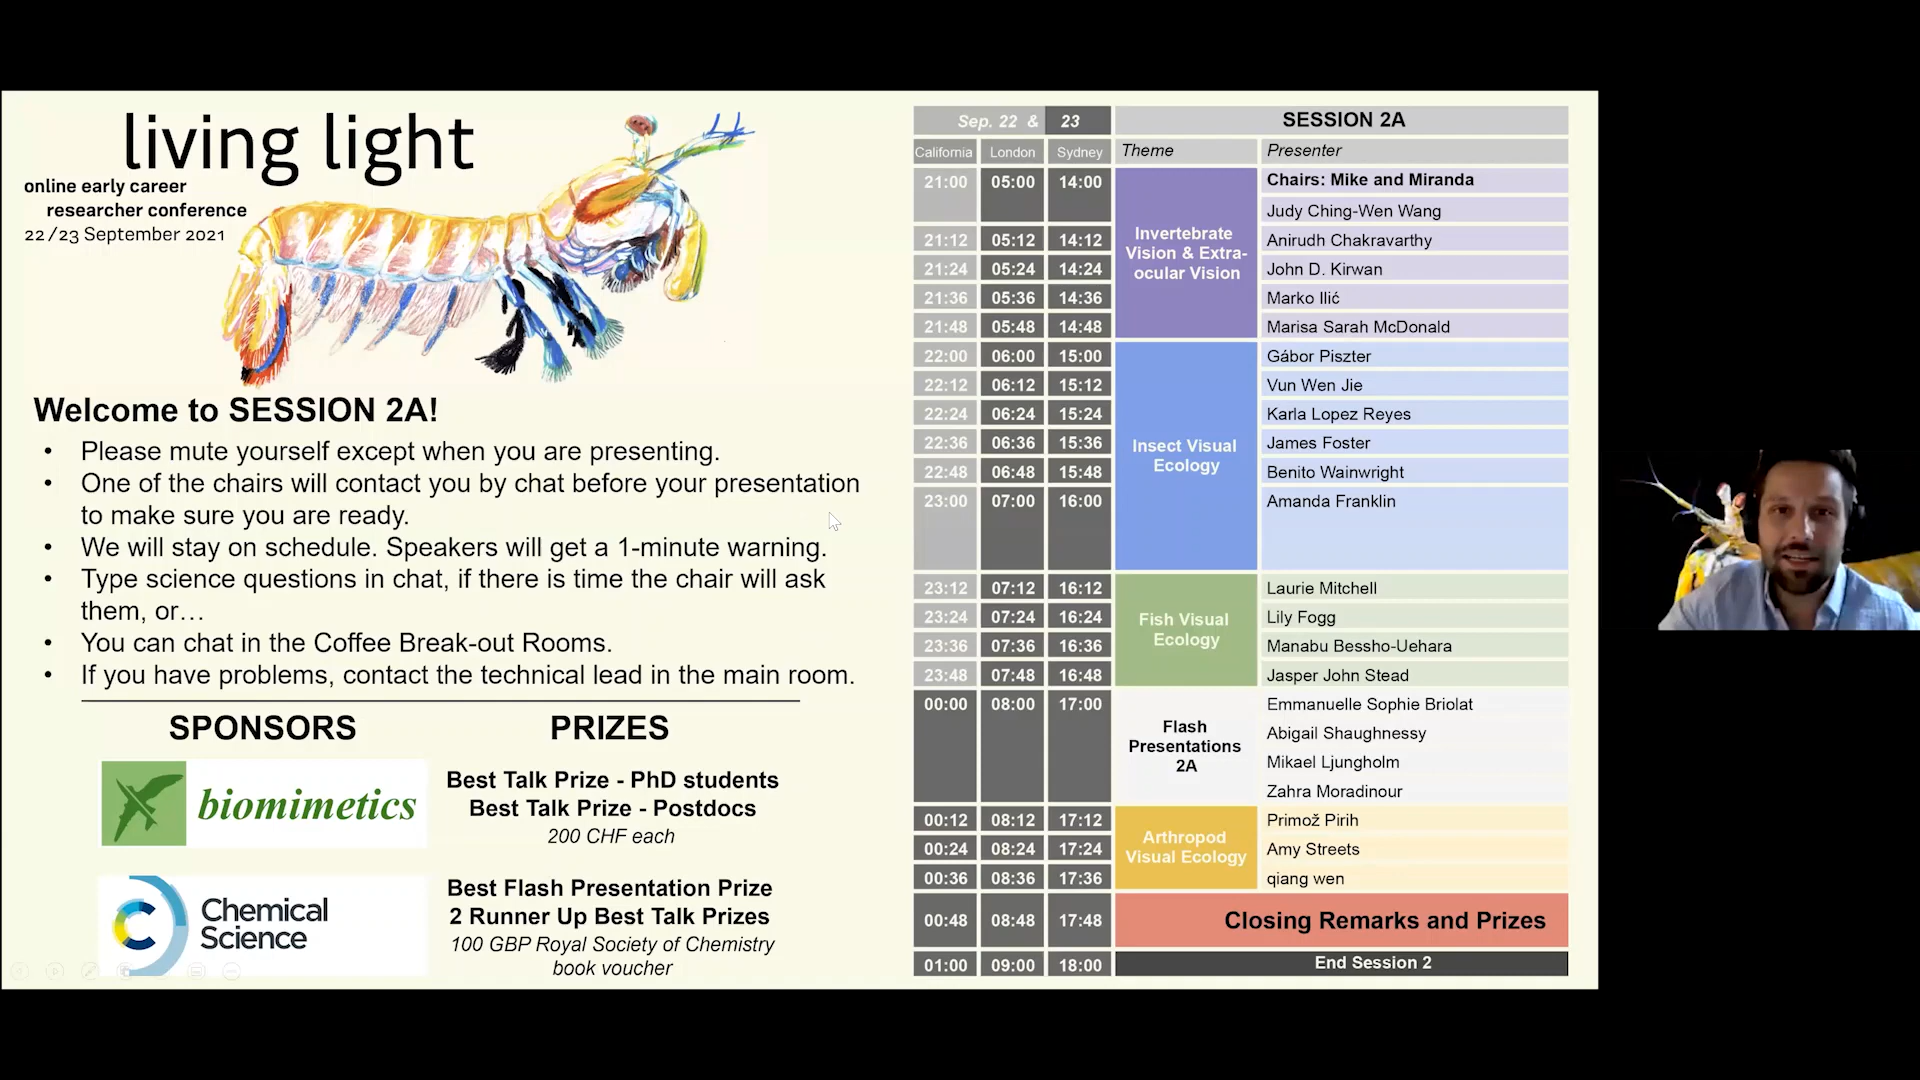 living light
online early career
researcher conference
22/23 September 2021
Welcome to SESSION 2A!
• Please mute yourself except when you are presenting.
• One of the chairs will contact you by chat before your presentation
to make sure you are ready.
• We will stay on schedule. Speakers will get a 1-minute warning.
• Type science questions in chat, if there is time the chair will ask
them, or…
• You can chat in the Coffee Break-out Rooms.
• If you have problems, contact the technical lead in the main room.
SPONSORS
biomimetics
Chemical
Science
PRIZES
Best Talk Prize - PhD students
Best Talk Prize - Postdocs
200 CHF each
Best Flash Presentation Prize
2 Runner Up Best Talk Prizes
100 GBP Royal Society of Chemistry
book voucher
Sep. 22 & 23 SESSION 2A
California London Sydney Theme Presenter
21:00 05:00 14:00 Chairs: Mike and Miranda
Judy Ching-Wen Wang
Invertebrate
Vision & Extra-
ocular Vision
21:12 05:12 14:12 Anirudh Chakravarthy
21:24 05:24 14:24 John D. Kirwan
21:36 05:36 14:36 Marko Ilić
21:48 05:48 14:48 Marisa Sarah McDonald
Insect Visual
Ecology
22:00 06:00 15:00 Gábor Piszter
22:12 06:12 15:12 Vun Wen Jie
22:24 06:24 15:24 Karla Lopez Reyes
22:36 06:36 15:36 James Foster
22:48 06:48 15:48 Benito Wainwright
23:00 07:00 16:00 Amanda Franklin
Fish Visual
Ecology
23:12 07:12 16:12 Laurie Mitchell
23:24 07:24 16:24 Lily Fogg
23:36 07:36 16:36 Manabu Bessho-Uehara
23:48 07:48 16:48 Jasper John Stead
Flash
Presentations
2A
00:00 08:00 17:00 Emmanuelle Sophie Briolat
Abigail Shaughnessy
Mikael Ljungholm
Zahra Moradinour
Arthropod
Visual Ecology
00:12 08:12 17:12 Primož Pirih
00:24 08:24 17:24 Amy Streets
00:36 08:36 17:36 qiang wen
00:48 08:48 17:48 Closing Remarks and Prizes
01:00 09:00 18:00 End Session 2